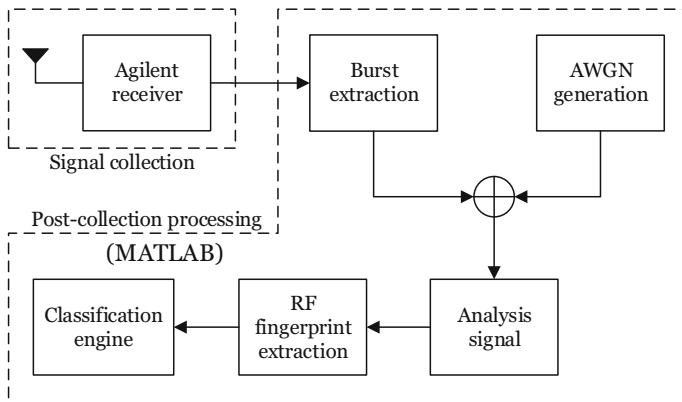 Agilent
receiver
Signal collection
Burst
extraction
AWGN
generation
Post-collection processing
(MATLAB)
Classification
engine
RF
fingerprint
extraction
Analysis
signal